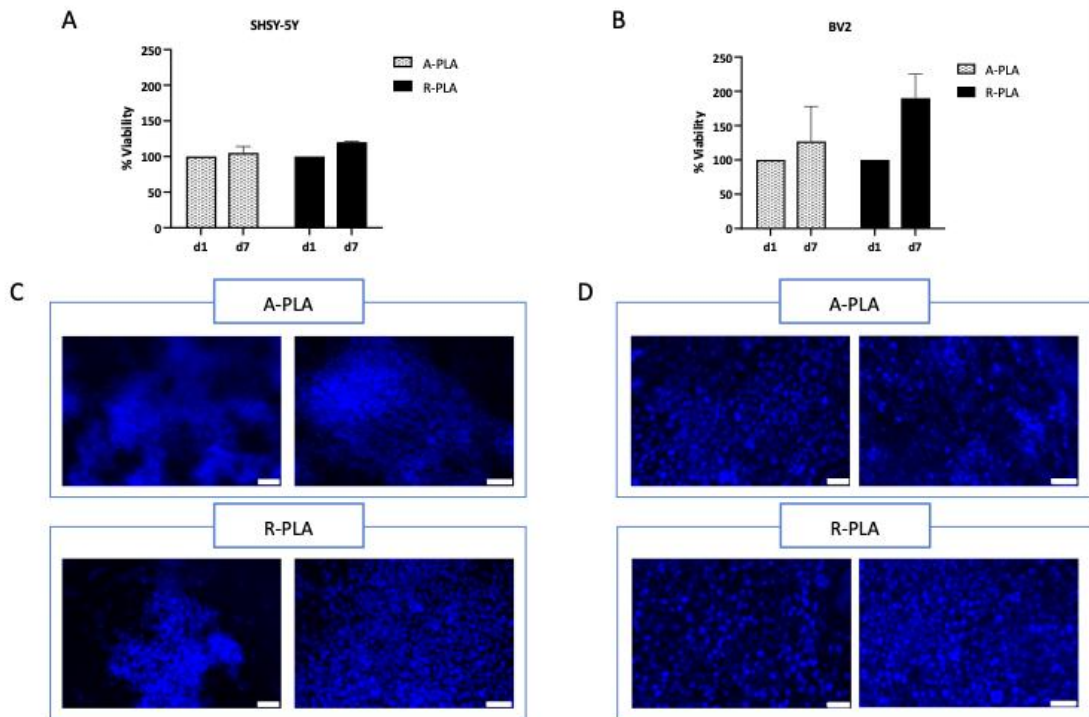 A
SHSY-5Y
250
200
150
100
50
0
% Viability
d1 d7 d1 d7
A-PLA
R-PLA
B
BV2
250
200
150
100
50
0
% Viability
d1 d7 d1 d7
A-PLA
R-PLA
C
A-PLA
R-PLA
D
A-PLA
R-PLA